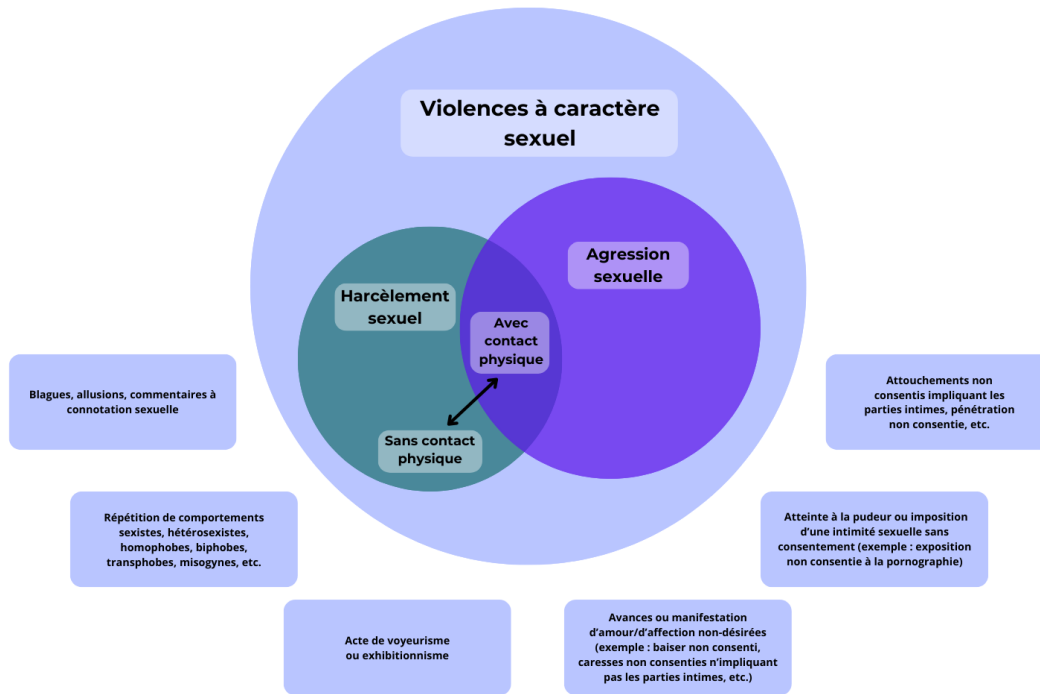 Violences à caractère
sexuel
Agression
sexuelle
Harcèlement
sexuel
Avec
contact
physique
Sans contact
physique
Blagues, allusions, commentaires à
connotation sexuelle
Attouchements non
consentis impliquant les
parties intimes, pénétration
non consentie, etc.
Répétition de comportements
sexistes, hétérosexistes,
homophobes, biphobes,
transphobes, misogynes, etc.
Atteinte à la pudeur ou imposition
d’une intimité sexuelle sans
consentement (exemple : exposition
non consentie à la pornographie)
Acte de voyeurisme
ou exhibitionnisme
Avances ou manifestation
d’amour/d’affection non-désirées
(exemple : baiser non consenti,
caresses non consenties n’impliquant
pas les parties intimes, etc.)